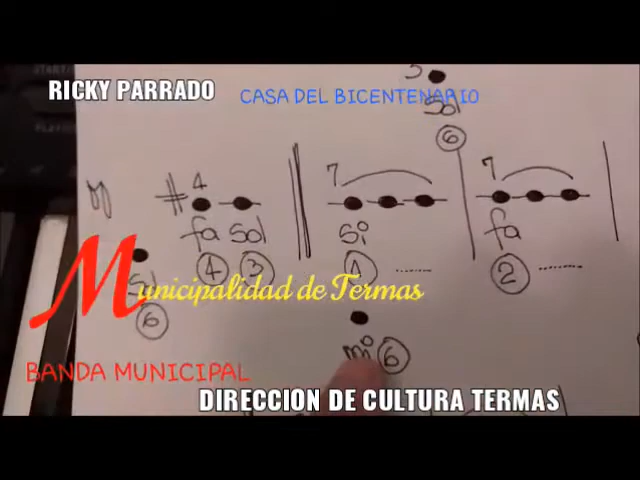 RICKY PARRADO
CASA DEL BICENTENARIO
Sol
6
# 4
7
7
fa Sol
si
fa
4 3
1 ........
2 ........
Sol
6
Municipalidad de Termas
mi 6
BANDA MUNICIPAL
DIRECCION DE CULTURA TERMAS